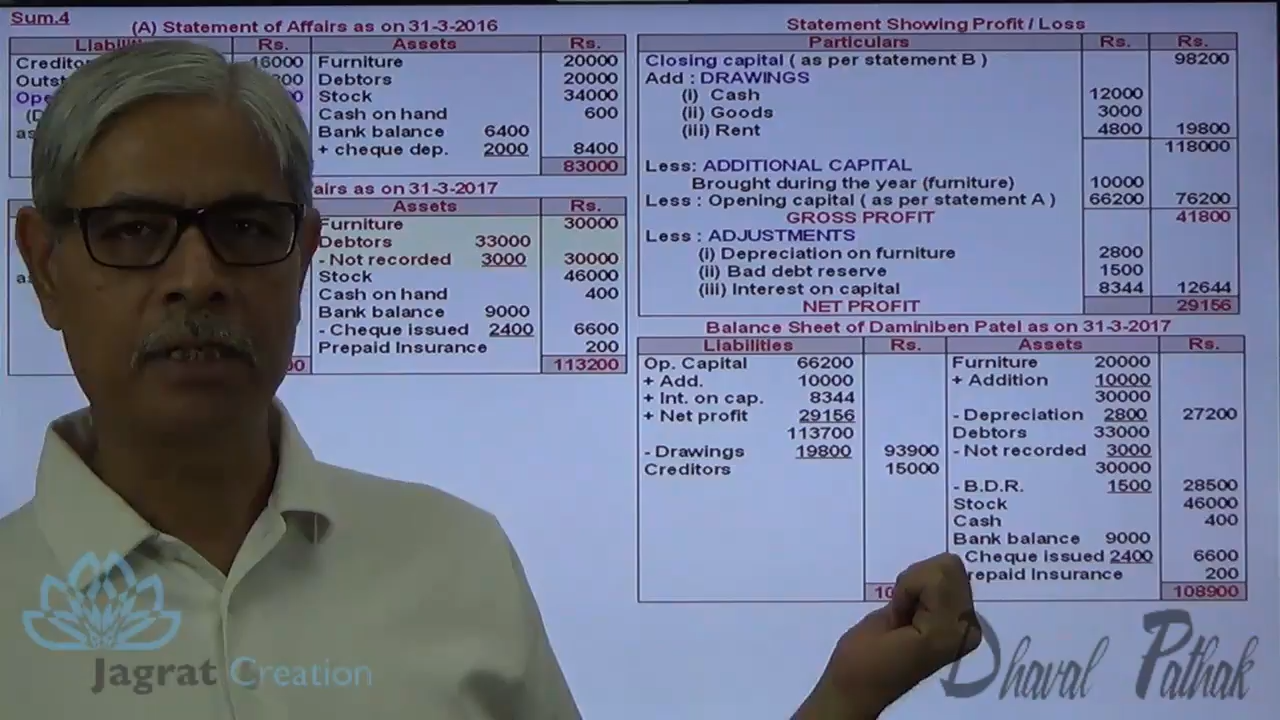 Sum.4
(A) Statement of Affairs as on 31-3-2016
Rs. Assets Rs.
16000 Furniture 20000
Debtors 20000
Stock 34000
Cash on hand 600
Bank balance 6400
+ cheque dep. 2000 8400
83000
as on 31-3-2017
Assets Rs.
Furniture 30000
Debtors 33000
- Not recorded 3000 30000
Stock 46000
Cash on hand 400
Bank balance 9000
- Cheque issued 2400 6600
Prepaid Insurance 200
113200
Statement Showing Profit / Loss
Particulars Rs. Rs.
Closing capital ( as per statement B ) 98200
Add : DRAWINGS
(i) Cash 12000
(ii) Goods 3000
(iii) Rent 4800 19800
118000
Less: ADDITIONAL CAPITAL
Brought during the year (furniture) 10000
Less : Opening capital ( as per statement A ) 66200 76200
GROSS PROFIT 41800
Less : ADJUSTMENTS
(i) Depreciation on furniture 2800
(ii) Bad debt reserve 1500
(iii) Interest on capital 8344 12644
NET PROFIT 29156
Balance Sheet of Daminiben Patel as on 31-3-2017
Liabilities Rs. Assets Rs.
Op. Capital 66200 Furniture 20000
+ Add. 10000 + Addition 10000
+ Int. on cap. 8344 30000
+ Net profit 29156 - Depreciation 2800 27200
113700 Debtors 33000
- Drawings 19800 93900 - Not recorded 3000
Creditors 15000 30000
- B.D.R. 1500 28500
Stock 46000
Cash 400
Bank balance 9000
Cheque issued 2400 6600
Insurance 200
108900
Jagrat Creation
Dhaval Pathak